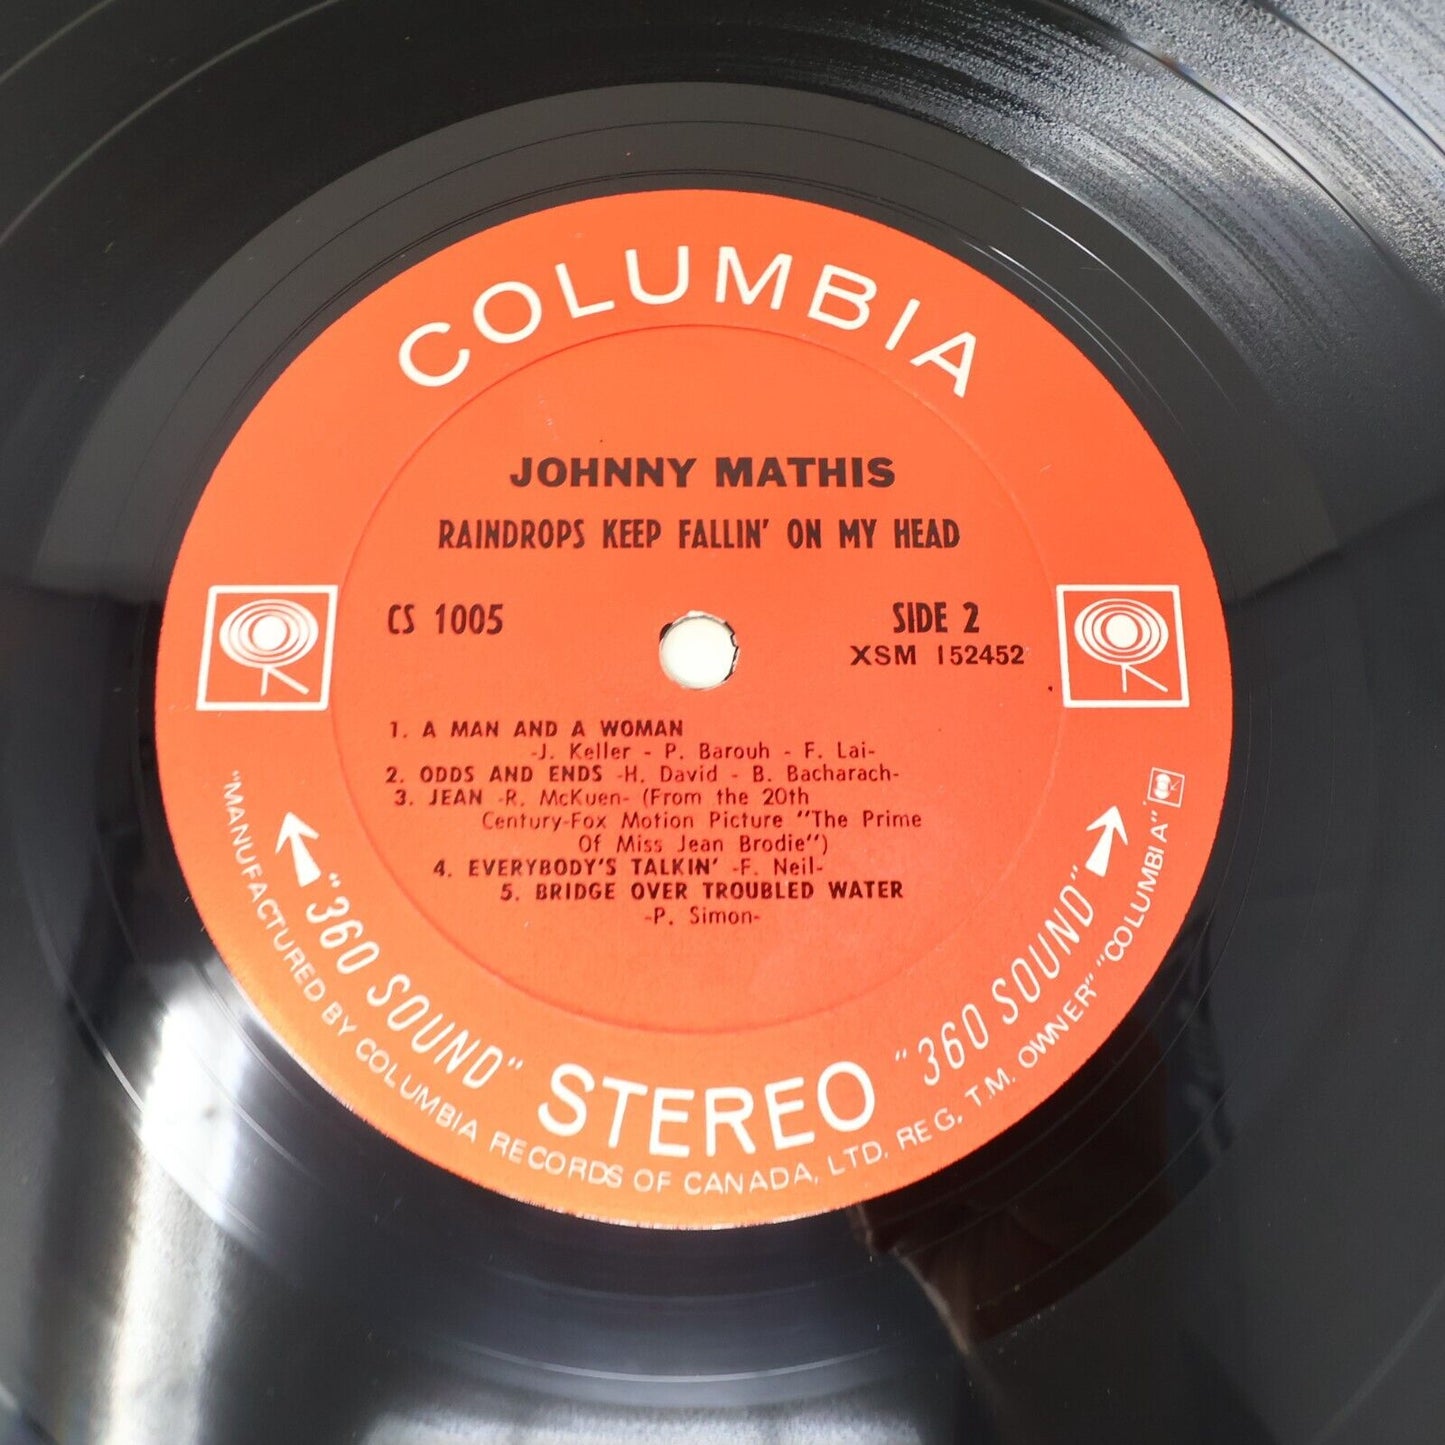 COLUMBIA
JOHNNY MATHIS
RAINDROPS KEEP FALLIN' ON MY HEAD
CS 1005
SIDE 2
XSM 152452
1. A MAN AND A WOMAN
-J. Keller - P. Barouh - F. Lai-
2. ODDS AND ENDS -H. David - B. Bacharach-
3. JEAN -R. McKuen- (From the 20th
Century-Fox Motion Picture "The Prime
Of Miss Jean Brodie")
4. EVERYBODY'S TALKIN' -F. Neil-
5. BRIDGE OVER TROUBLED WATER
-P. Simon-
"360 SOUND" STEREO "360 SOUND"
"MANUFACTURED BY COLUMBIA RECORDS OF CANADA, LTD. REG. T.M. OWNER" "COLUMBIA".